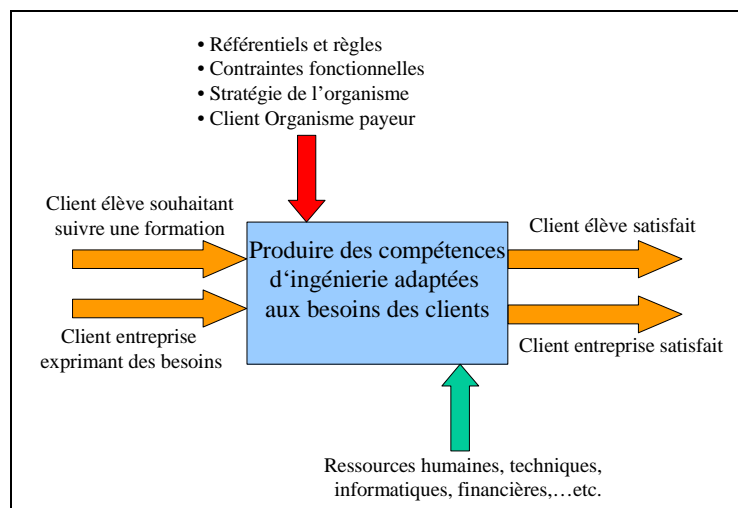 • Référentiels et règles
• Contraintes fonctionnelles
• Stratégie de l'organisme
• Client Organisme payeur
Client élève souhaitant
suivre une formation
Client entreprise
exprimant des besoins
Produire des compétences
d‘ingénierie adaptées
aux besoins des clients
Client élève satisfait
Client entreprise satisfait
Ressources humaines, techniques,
informatiques, financières,…etc.